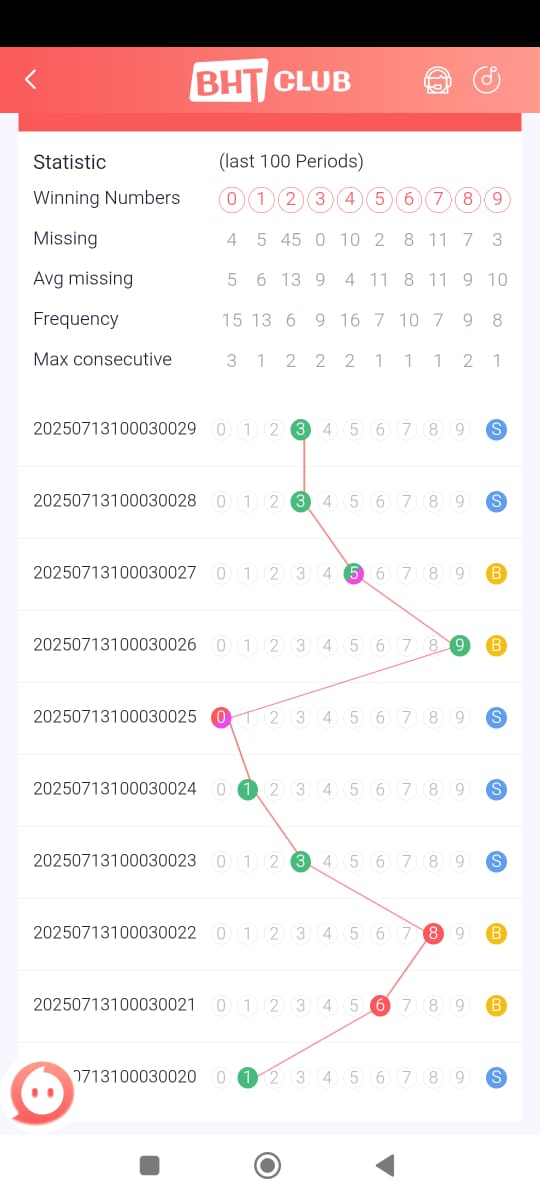 BHT CLUB
Statistic (last 100 Periods)
Winning Numbers 0 1 2 3 4 5 6 7 8 9
Missing 4 5 45 0 10 2 8 11 7 3
Avg missing 5 6 13 9 4 11 8 11 9 10
Frequency 15 13 6 9 16 7 10 7 9 8
Max consecutive 3 1 2 2 2 1 1 1 2 1
20250713100030029 0 1 2 3 4 5 6 7 8 9 S
20250713100030028 0 1 2 3 4 5 6 7 8 9 S
20250713100030027 0 1 2 3 4 5 6 7 8 9 B
20250713100030026 0 1 2 3 4 5 6 7 8 9 B
20250713100030025 0 1 2 3 4 5 6 7 8 9 S
20250713100030024 0 1 2 3 4 5 6 7 8 9 S
20250713100030023 0 1 2 3 4 5 6 7 8 9 S
20250713100030022 0 1 2 3 4 5 6 7 8 9 B
20250713100030021 0 1 2 3 4 5 6 7 8 9 B
0713100030020 0 1 2 3 4 5 6 7 8 9 S